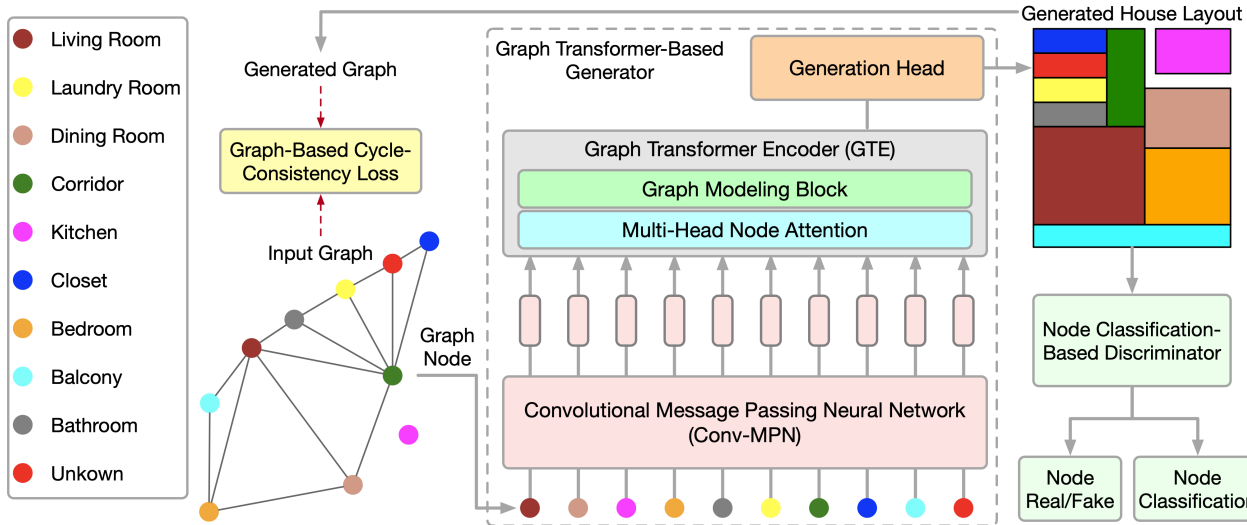 Living Room
Laundry Room
Dining Room
Corridor
Kitchen
Closet
Bedroom
Balcony
Bathroom
Unkown
Generated Graph
Graph-Based Cycle-
Consistency Loss
Input Graph
Graph
Node
Graph Transformer-Based
Generator
Generation Head
Graph Transformer Encoder (GTE)
Graph Modeling Block
Multi-Head Node Attention
Convolutional Message Passing Neural Network
(Conv-MPN)
Generated House Layout
Node Classification-
Based Discriminator
Node
Real/Fake
Node
Classification